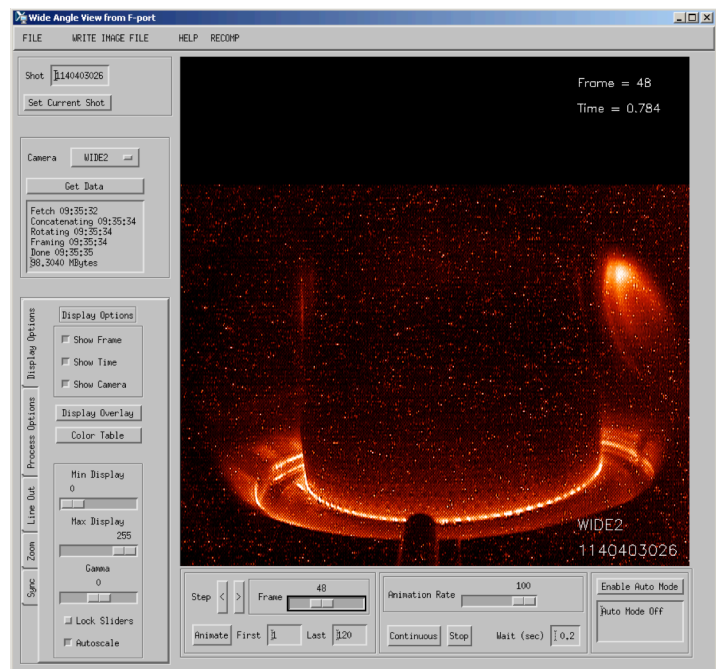 Wide Angle View from F-port
FILE WRITE IMAGE FILE HELP RECOMP
Shot 1140403026
Set Current Shot
Camera WIDE2
Get Data
Fetch 09:35:32
Concatenating 09:35:34
Rotating 09:35:34
Framing 09:35:34
Done 09:35:35
98.3040 MBytes
Display Options
Process Options
Line Out
Zoom
Sync
Display Options
Show Frame
Show Time
Show Camera
Display Overlay
Color Table
Min Display
0
Max Display
255
Gamma
0
Lock Sliders
Autoscale
Frame = 48
Time = 0.784
WIDE2
1140403026
Step < > Frame 48
Animate First 1 Last 120
Animation Rate 100
Continuous Stop Wait (sec) 0.2
Enable Auto Mode
Auto Mode Off